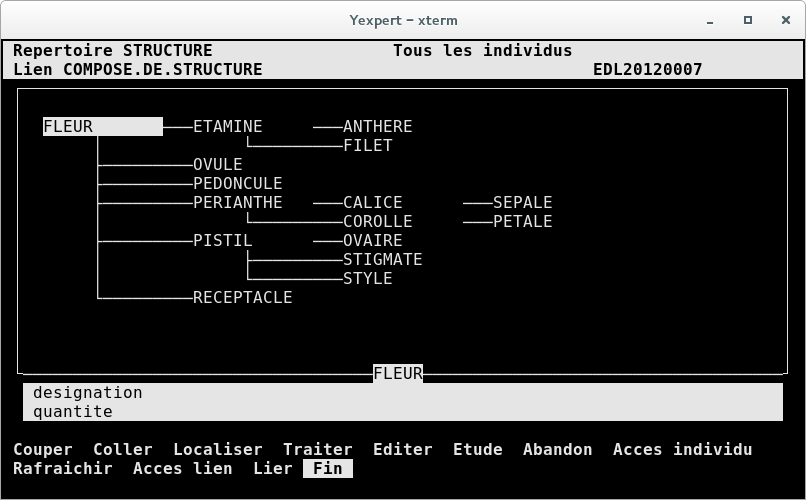 Yexpert – xterm
Repertoire STRUCTURE Tous les individus
Lien COMPOSE.DE.STRUCTURE EDL20120007
FLEUR ETAMINE ANTHERE
FILET
OVULE
PEDONCULE
PERIANTHE CALICE SEPALE
COROLLE PETALE
PISTIL OVAIRE
STIGMATE
STYLE
RECEPTACLE
FLEUR
designation
quantite
Couper Coller Localiser Traiter Editer Etude Abandon Acces individu
Rafraichir Acces lien Lier Fin